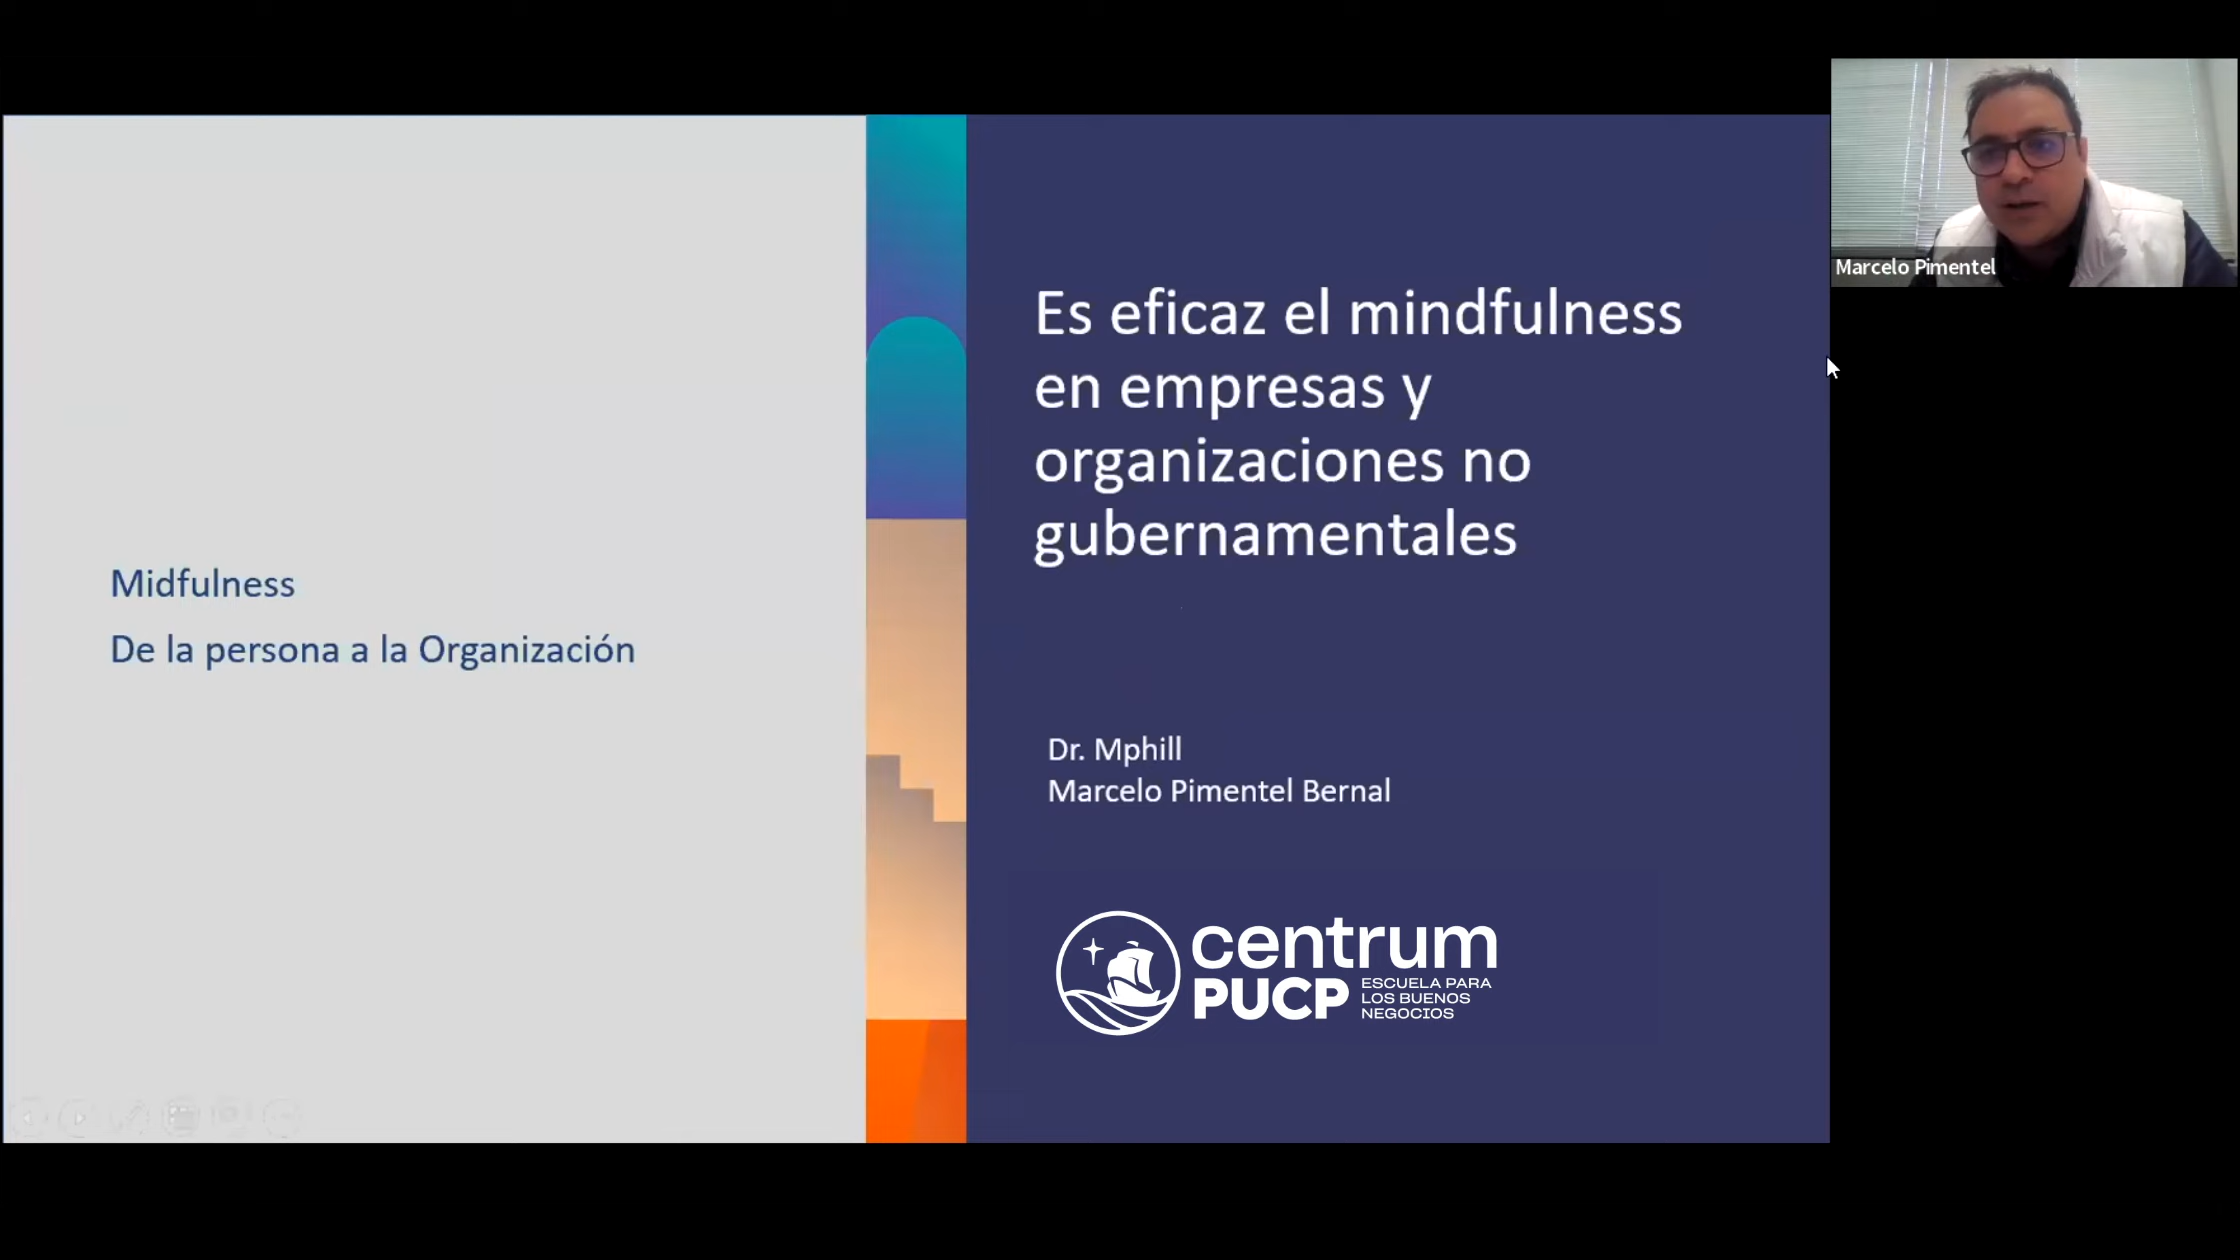 Midfulness
De la persona a la Organización
Es eficaz el mindfulness
en empresas y
organizaciones no
gubernamentales
Dr. Mphill
Marcelo Pimentel Bernal
centrum
PUCP
ESCUELA PARA
LOS BUENOS
NEGOCIOS
Marcelo Pimentel